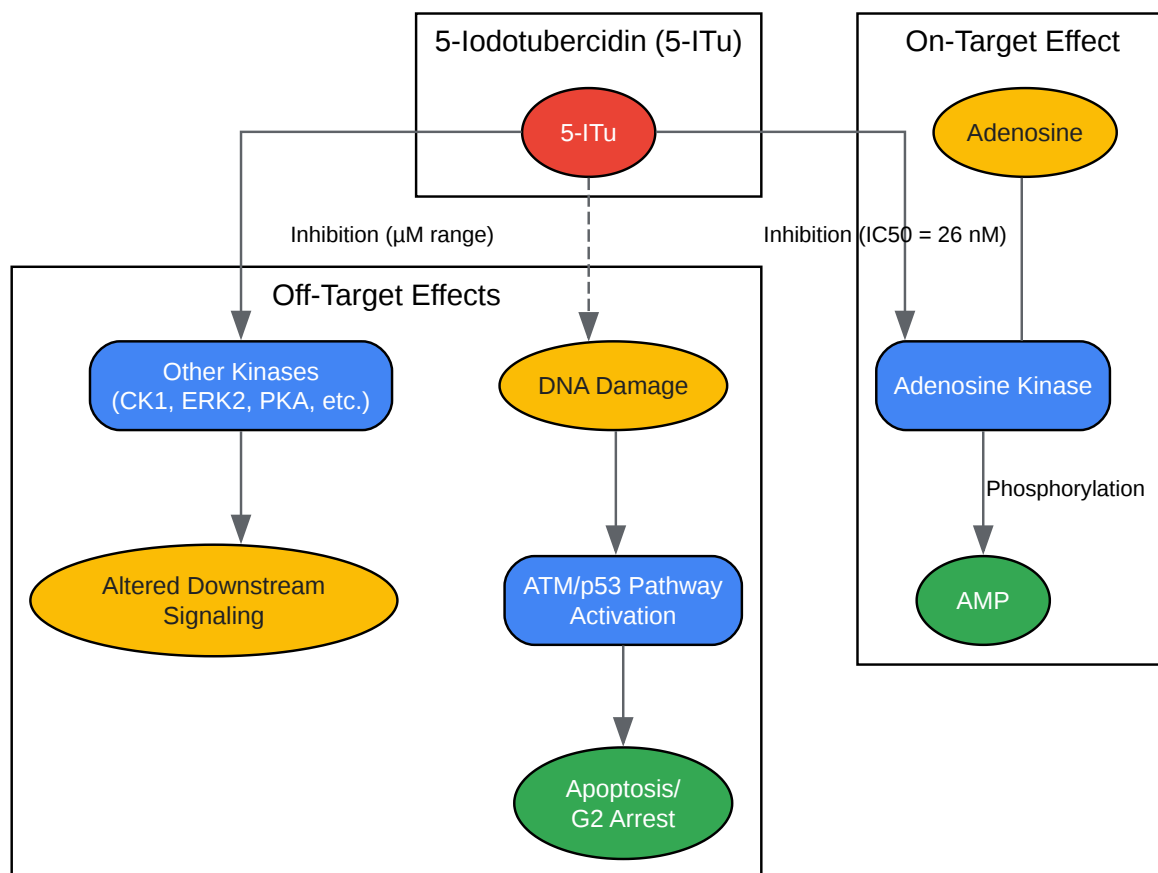 5-Iodotubercidin (5-ITu)
On-Target Effect
5-ITu
Adenosine
Inhibition (µM range)
Inhibition (IC50 = 26 nM)
Off-Target Effects
Other Kinases
(CK1, ERK2, PKA, etc.)
DNA Damage
Adenosine Kinase
Phosphorylation
Altered Downstream
Signaling
ATM/p53 Pathway
Activation
AMP
Apoptosis/
G2 Arrest